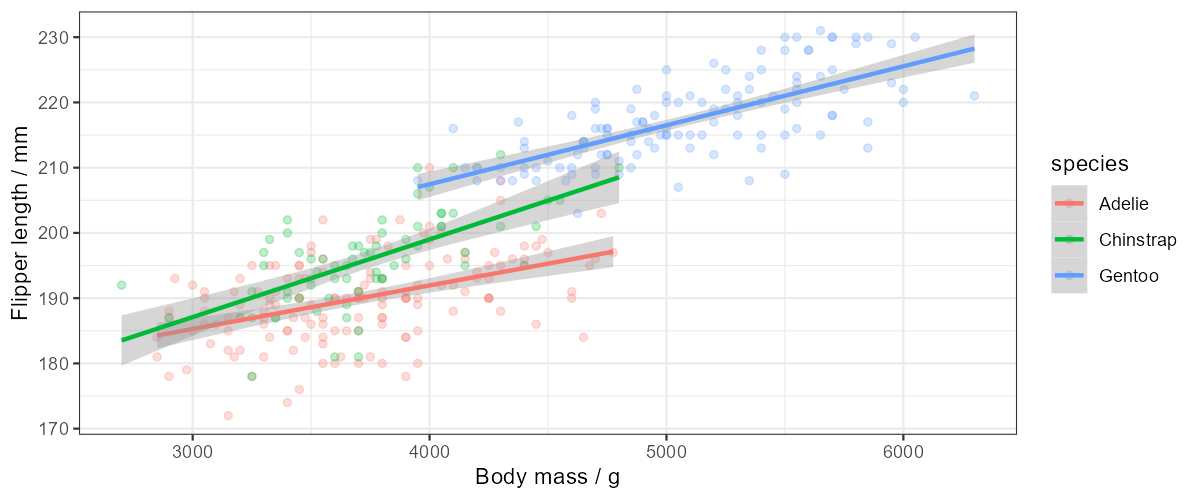 230
220
210
200
190
180
170
Flipper length / mm
3000
4000
5000
6000
Body mass / g
species
Adelie
Chinstrap
Gentoo